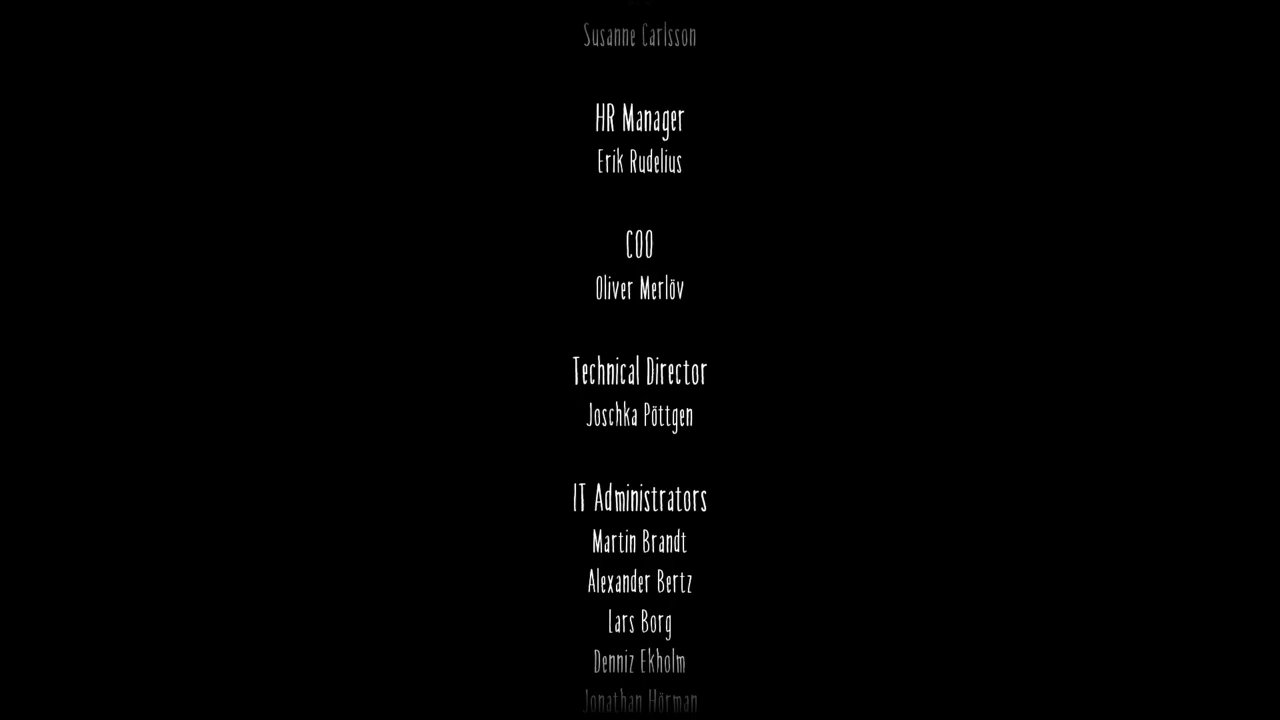 Susanne Carlsson
HR Manager
Erik Rudelius
COO
Oliver Merlöv
Technical Director
Joschka Pöttgen
IT Administrators
Martin Brandt
Alexander Bertz
Lars Borg
Denniz Ekholm
Jonathan Hörman